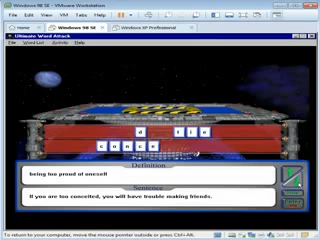 Windows 98 SE - VMware Workstation
File Edit View VM Tabs Help
Home Windows 98 SE Windows XP Professional
Ultimate Word Attack
File Word List Activity Help
d t i e
c o n c e
Definition
being too proud of oneself
Sentence
If you are too conceited, you will have trouble making friends.
To return to your computer, move the mouse pointer outside or press Ctrl+Alt.